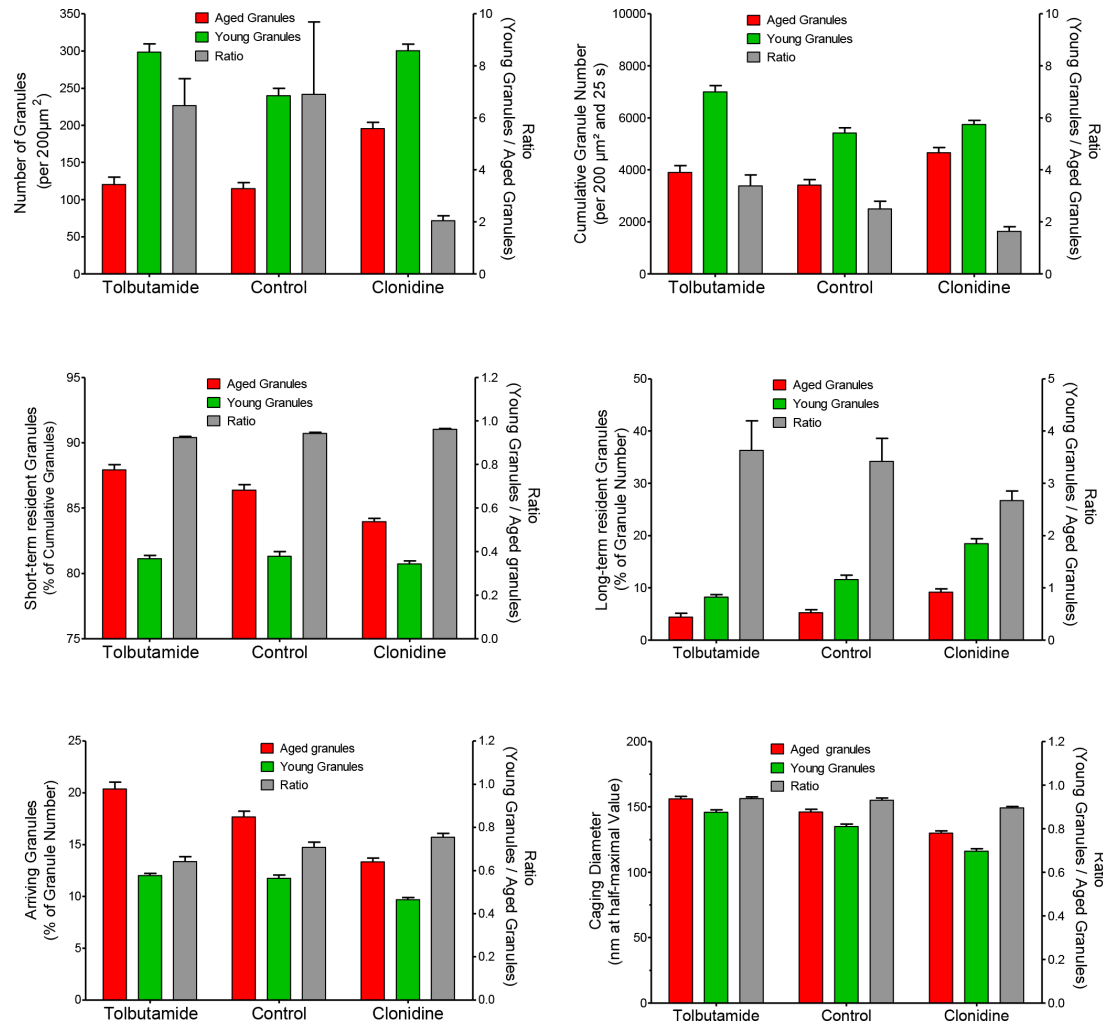 Number of Granules
(per 200µm²)
350
300
250
200
150
100
50
0
Aged Granules
Young Granules
Ratio
10
8
6
4
2
0
Ratio
(Young Granules / Aged Granules)
Tolbutamide Control Clonidine
Cumulative Granule Number
(per 200 µm² and 25 s)
10000
8000
6000
4000
2000
0
Aged Granules
Young Granules
Ratio
10
8
6
4
2
0
Ratio
(Young Granules / Aged Granules)
Tolbutamide Control Clonidine
Short-term resident Granules
(% of Cumulative Granules)
95
90
85
80
75
Aged Granules
Young Granules
Ratio
1.2
1.0
0.8
0.6
0.4
0.2
0.0
Ratio
(Young Granules / Aged granules)
Tolbutamide Control Clonidine
Long-term resident Granules
(% of Granule Number)
50
40
30
20
10
0
Aged Granules
Young Granules
Ratio
5
4
3
2
1
0
Ratio
(Young Granules / Aged Granules)
Tolbutamide Control Clonidine
Arriving Granules
(% of Granule Number)
25
20
15
10
5
0
Aged granules
Young Granules
Ratio
1.2
1.0
0.8
0.6
0.4
0.2
0.0
Ratio
(Young Granules / Aged Granules)
Tolbutamide Control Clonidine
Caging Diameter
(nm at half-maximal Value)
200
150
100
50
0
Aged granules
Young Granules
Ratio
1.2
1.0
0.8
0.6
0.4
0.2
0.0
Ratio
(Young Granules / Aged Granules)
Tolbutamide Control Clonidine